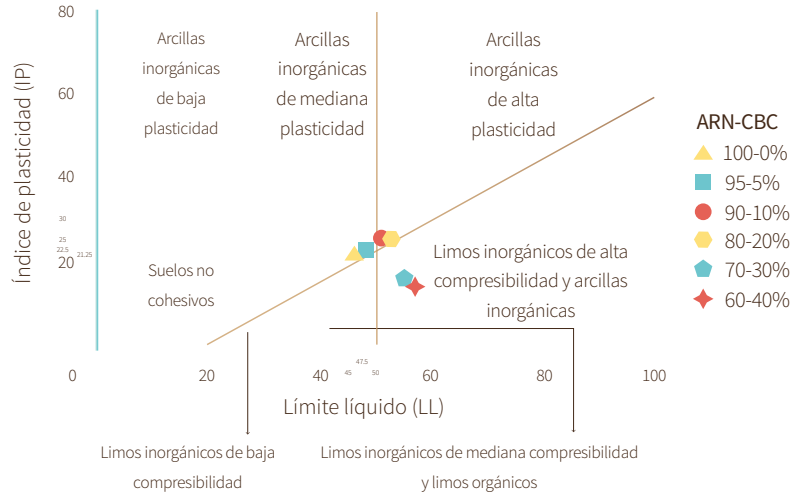 Índice de plasticidad (IP)
80
60
40
30
25
22.5
21.25
20
Arcillas
inorgánicas
de baja
plasticidad
Arcillas
inorgánicas
de mediana
plasticidad
Arcillas
inorgánicas
de alta
plasticidad
Suelos no
cohesivos
Limos inorgánicos de alta
compresibilidad y arcillas
inorgánicas
ARN-CBC
100-0%
95-5%
90-10%
80-20%
70-30%
60-40%
0
20
40
45
47.5
50
60
80
100
Límite líquido (LL)
Limos inorgánicos de baja
compresibilidad
Limos inorgánicos de mediana compresibilidad
y limos orgánicos